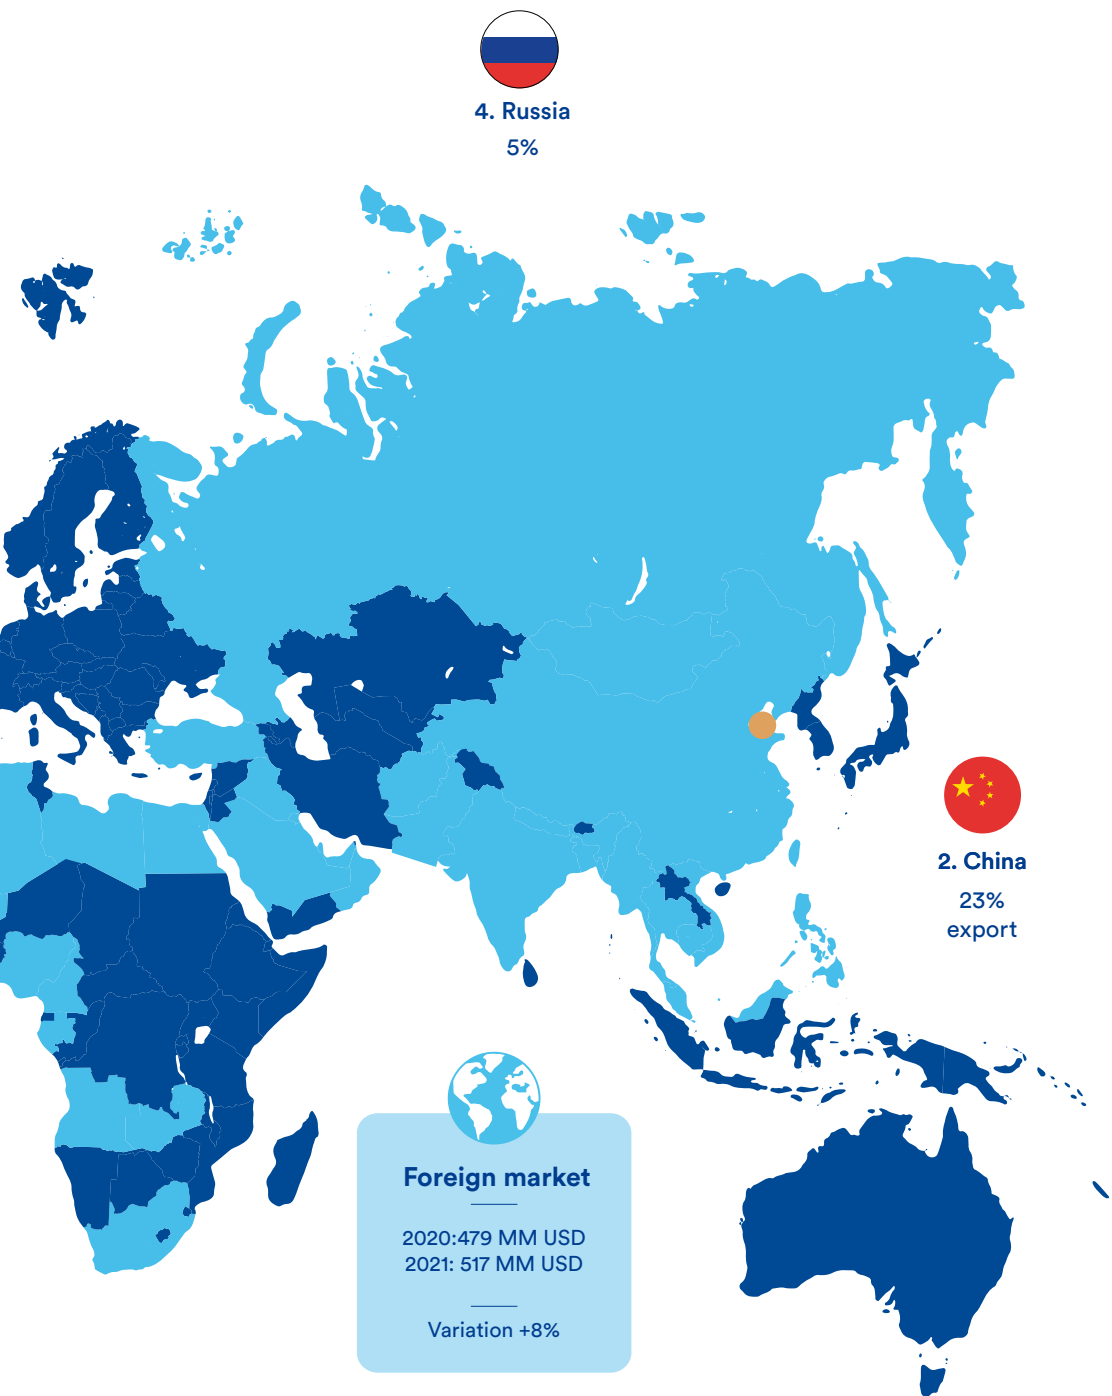 4. Russia
5%
2. China
23%
export
Foreign market
2020:479 MM USD
2021: 517 MM USD
Variation +8%